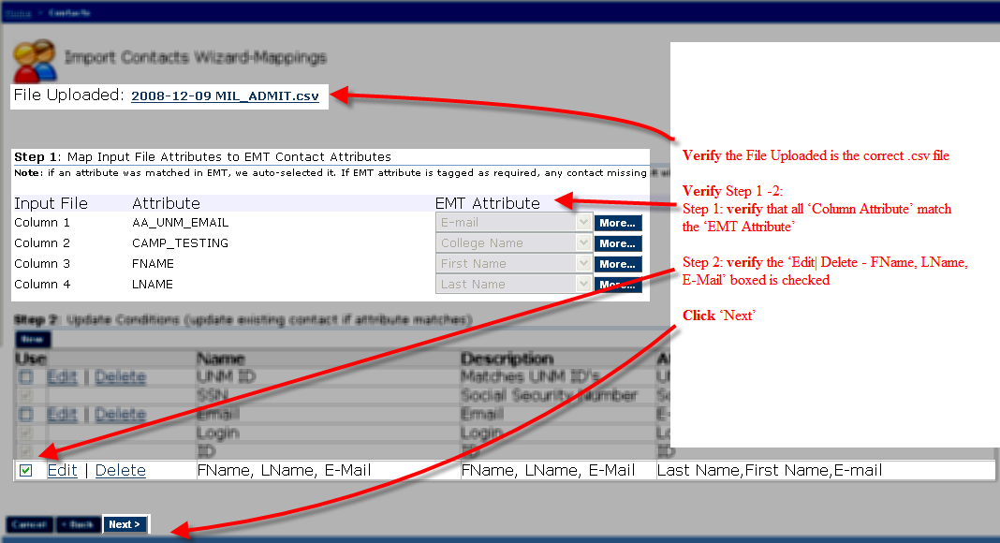 Home > Contacts
Import Contacts Wizard-Mappings
File Uploaded: 2008-12-09 MIL_ADMIT.csv
Step 1: Map Input File Attributes to EMT Contact Attributes
Note: if an attribute was matched in EMT, we auto-selected it. If EMT attribute is tagged as required, any contact missing it
Input File Attribute EMT Attribute
Column 1 AA_UNM_EMAIL E-mail More...
Column 2 CAMP_TESTING College Name More...
Column 3 FNAME First Name More...
Column 4 LNAME Last Name More...
Step 2: Update Conditions (update existing contact if attribute matches)
New
Use Name Description
Edit | Delete UNM ID Matches UNM ID's
SSN Social Security Number
Edit | Delete Email Email
Login Login
ID ID
Edit | Delete FName, LName, E-Mail FName, LName, E-Mail Last Name,First Name,E-mail
Cancel < Back Next >
Verify the File Uploaded is the correct .csv file
Verify Step 1 -2:
Step 1: verify that all ‘Column Attribute’ match
the ‘EMT Attribute’
Step 2: verify the ‘Edit| Delete - FName, LName,
E-Mail’ boxed is checked
Click ‘Next’